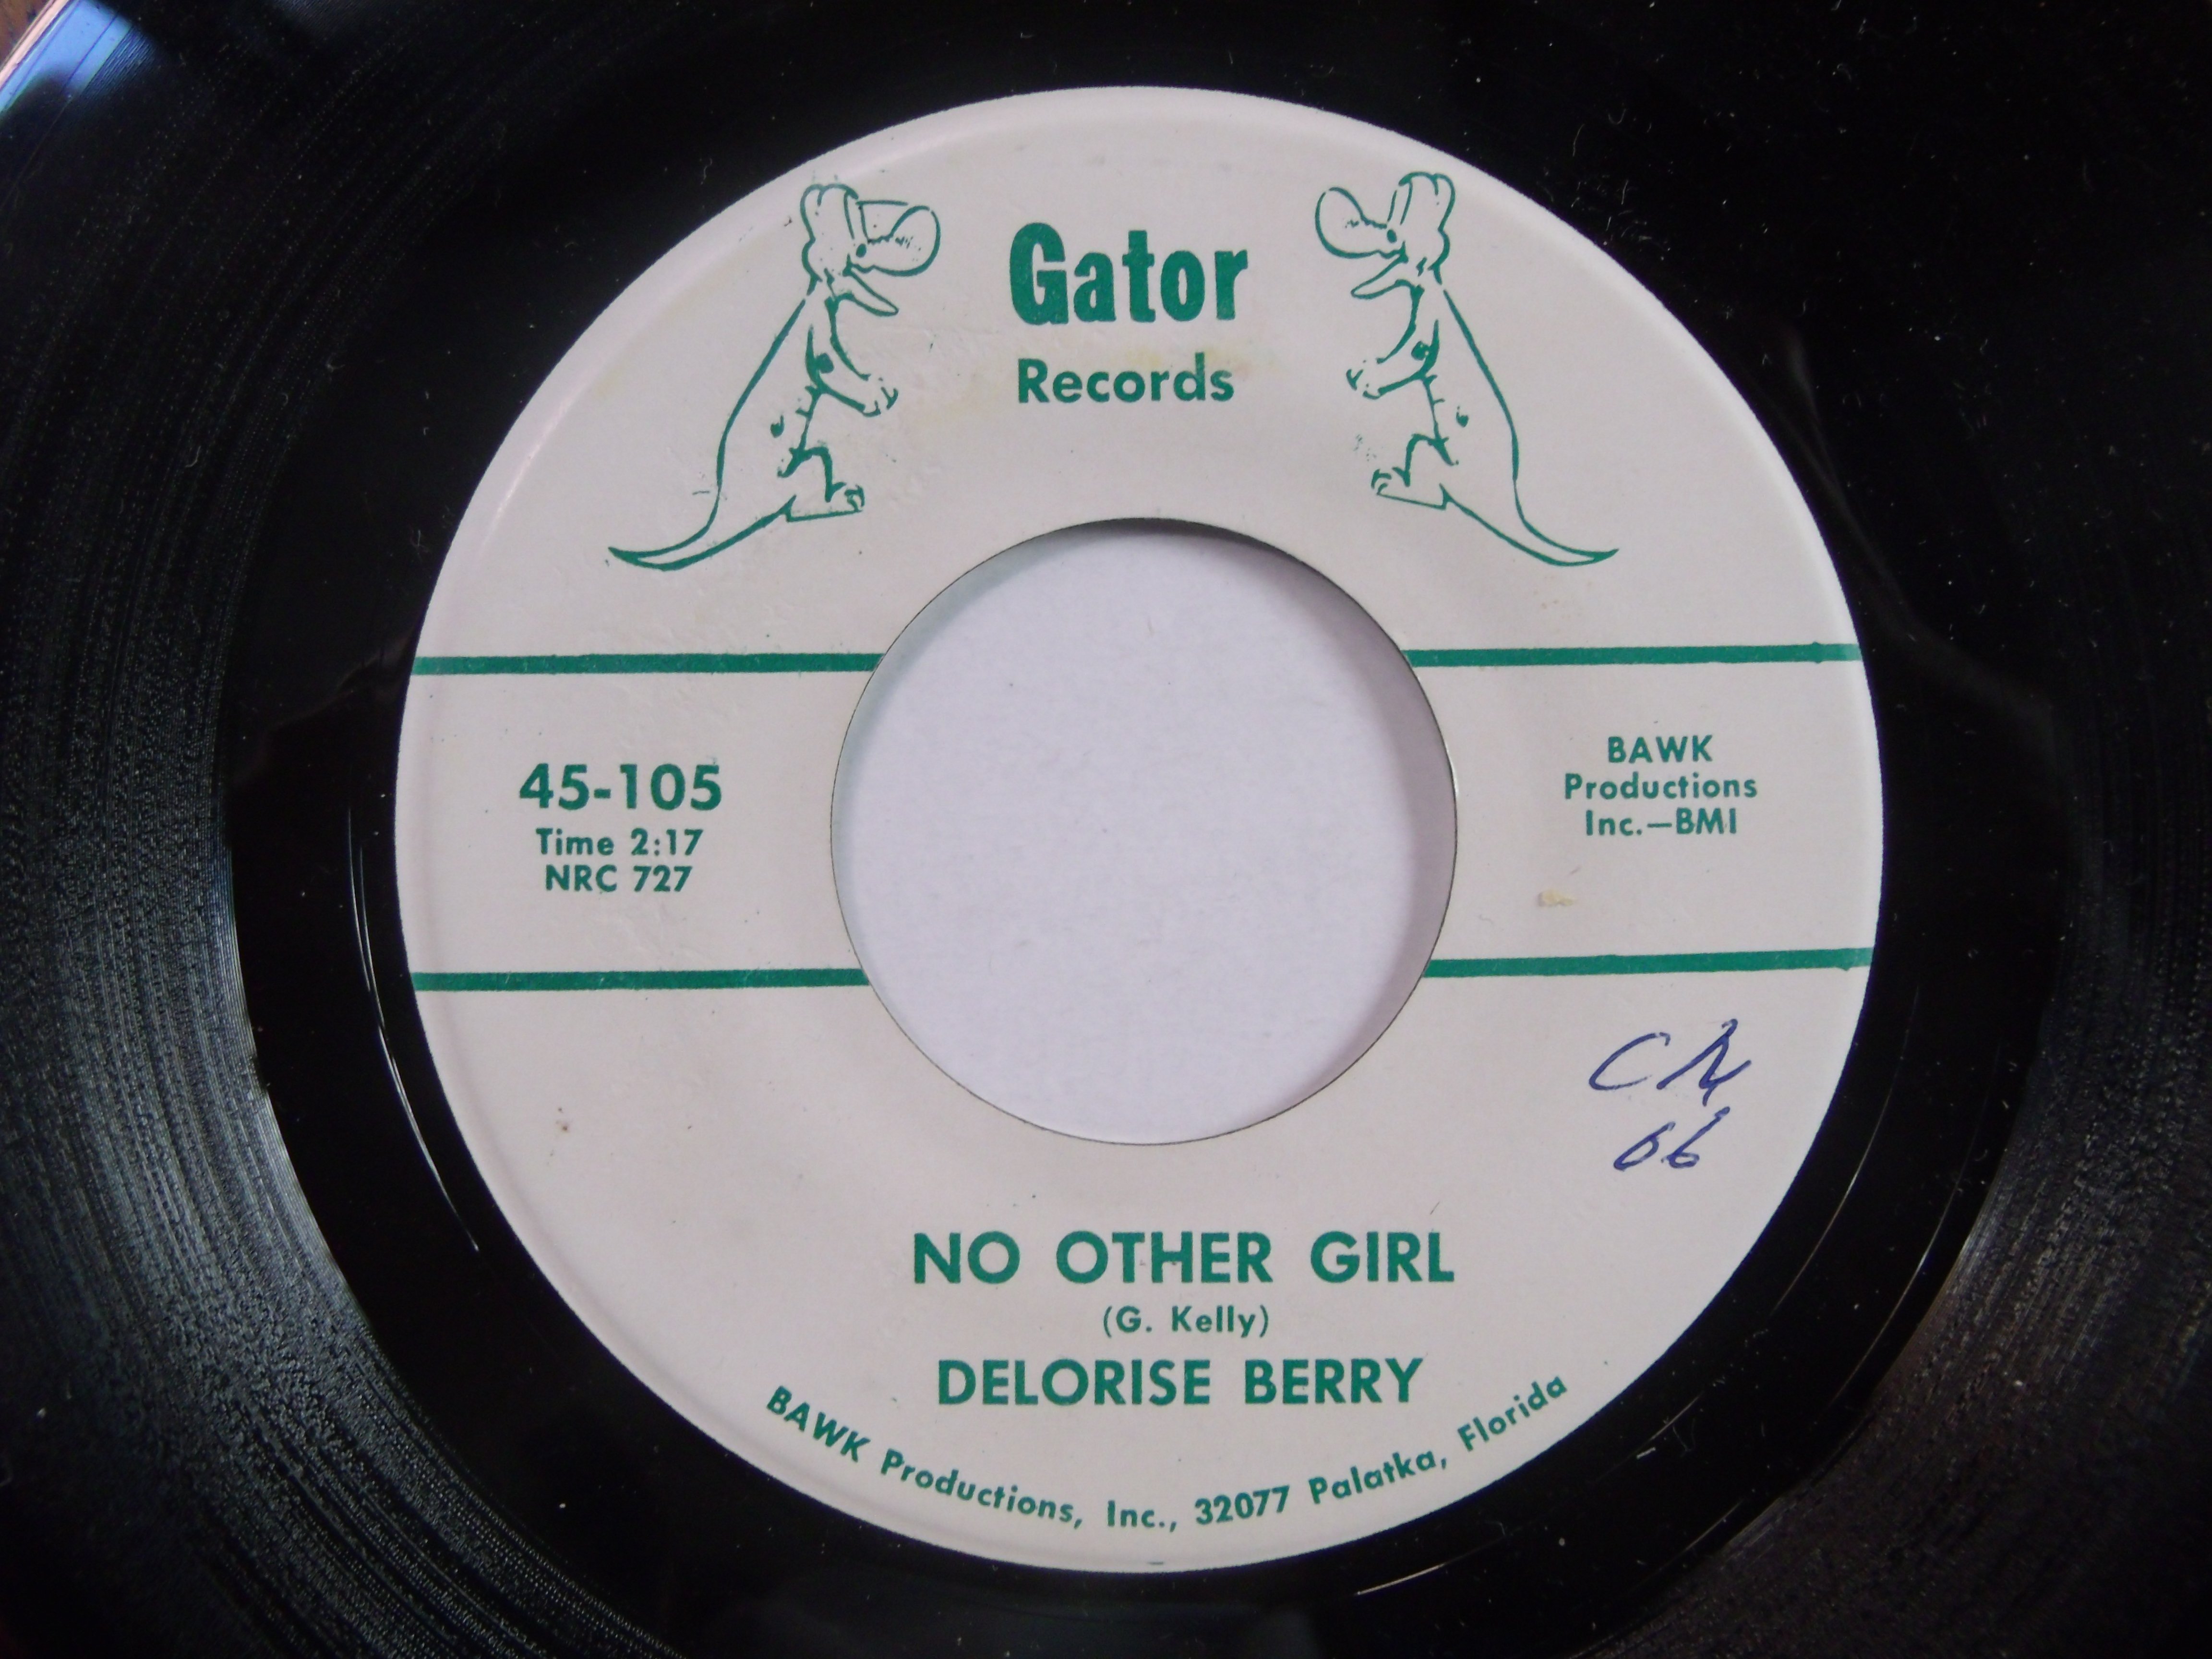 Gator
Records
45-105
Time 2:17
NRC 727
BAWK
Productions
Inc.—BMI
66
NO OTHER GIRL
(G. Kelly)
DELORISE BERRY
BAWK Productions, Inc., 32077 Palatka, Florida